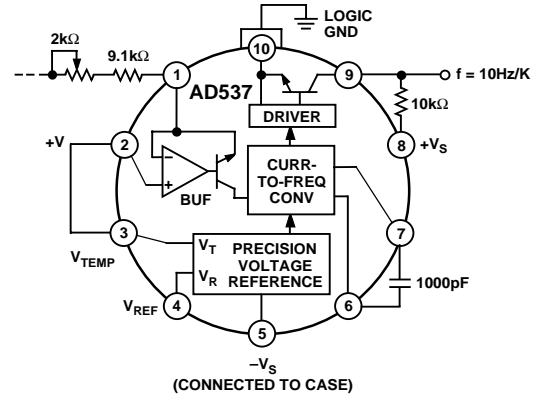 LOGIC
GND
2kΩ
9.1kΩ
10
1
9
f = 10Hz/K
AD537
DRIVER
10kΩ
+V
2
8
+VS
−
+
BUF
CURR-
TO-FREQ
CONV
3
7
VTEMP
VT
VR
PRECISION
VOLTAGE
REFERENCE
1000pF
VREF
4
6
5
−VS
(CONNECTED TO CASE)